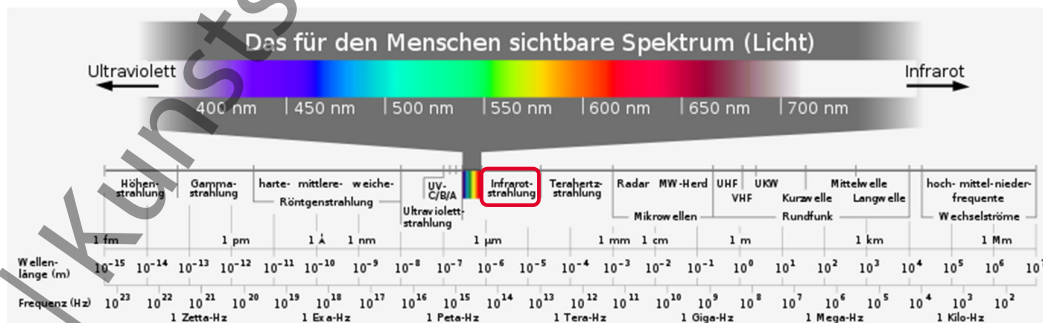 Das für den Menschen sichtbare Spektrum (Licht)
Ultraviolett
Infrarot
400 nm 450 nm 500 nm 550 nm 600 nm 650 nm 700 nm
Höhen-
strahlung
Gamma-
strahlung
harte- mittlere- weiche-
Röntgenstrahlung
UV-
C/B/A
Ultraviolett-
strahlung
Infrarot-
strahlung
Terahertz-
strahlung
Radar MW-Herd
Mikrowellen
UHF UKW Mittelwelle
VHF Kurzwelle Langwelle
Rundfunk
hoch- mittel- nieder-
frequente
Wechselströme
1 fm 1 pm 1 Å 1 nm 1 µm 1 mm 1 cm 1 m 1 km 1 Mm
Wellen-
länge (m)
10⁻¹⁵ 10⁻¹⁴ 10⁻¹³ 10⁻¹² 10⁻¹¹ 10⁻¹⁰ 10⁻⁹ 10⁻⁸ 10⁻⁷ 10⁻⁶ 10⁻⁵ 10⁻⁴ 10⁻³ 10⁻² 10⁻¹ 10⁰ 10¹ 10² 10³ 10⁴ 10⁵ 10⁶ 10⁷
Frequenz (Hz) 10²³ 10²² 10²¹ 10²⁰ 10¹⁹ 10¹⁸ 10¹⁷ 10¹⁶ 10¹⁵ 10¹⁴ 10¹³ 10¹² 10¹¹ 10¹⁰ 10⁹ 10⁸ 10⁷ 10⁶ 10⁵ 10⁴ 10³ 10²
1 Zetta-Hz 1 Exa-Hz 1 Peta-Hz 1 Tera-Hz 1 Giga-Hz 1 Mega-Hz 1 Kilo-Hz